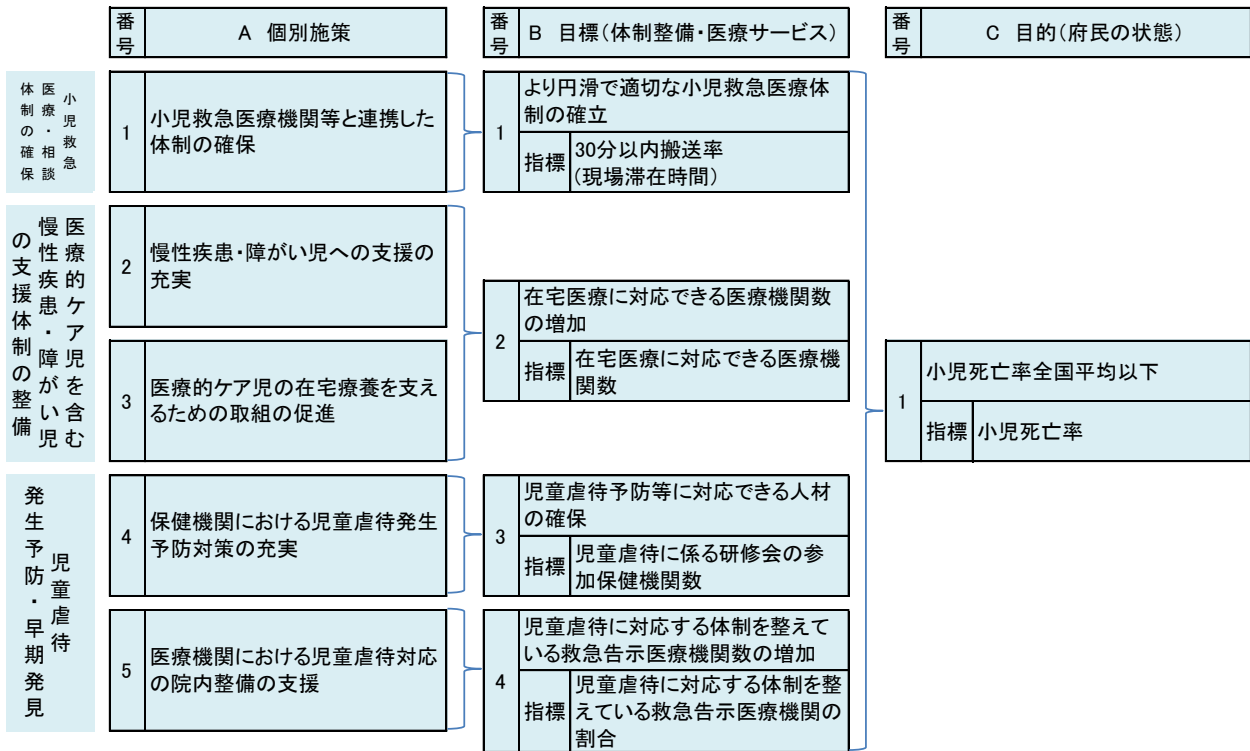 番号
A 個別施策
番号
B 目標(体制整備・医療サービス)
番号
C 目的(府民の状態)
小児救急
医療・相談
体制の確保
1
小児救急医療機関等と連携した
体制の確保
1
より円滑で適切な小児救急医療体
制の確立
指標
30分以内搬送率
(現場滞在時間)
医療的ケア児を含む
慢性疾患・障がい児
の支援体制の整備
2
慢性疾患・障がい児への支援の
充実
3
医療的ケア児の在宅療養を支え
るための取組の促進
2
在宅医療に対応できる医療機関数
の増加
指標
在宅医療に対応できる医療機
関数
1
小児死亡率全国平均以下
指標
小児死亡率
児童虐待
発生予防・早期発見
4
保健機関における児童虐待発生
予防対策の充実
3
児童虐待予防等に対応できる人材
の確保
指標
児童虐待に係る研修会の参
加保健機関数
5
医療機関における児童虐待対応
の院内整備の支援
4
児童虐待に対応する体制を整えて
いる救急告示医療機関数の増加
指標
児童虐待に対応する体制を整
えている救急告示医療機関の
割合